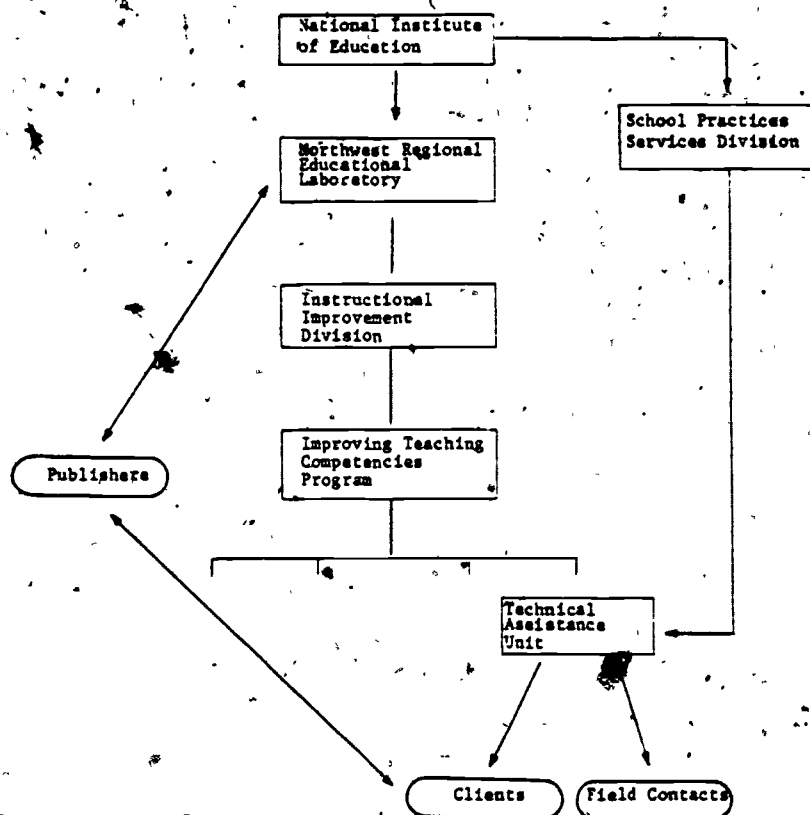 National Institute
of Education
School Practices
Services Division
Northwest Regional
Educational
Laboratory
Instructional
Improvement
Division
Improving Teaching
Competencies
Program
Publishers
Technical
Assistance
Unit
Clients
Field Contacts